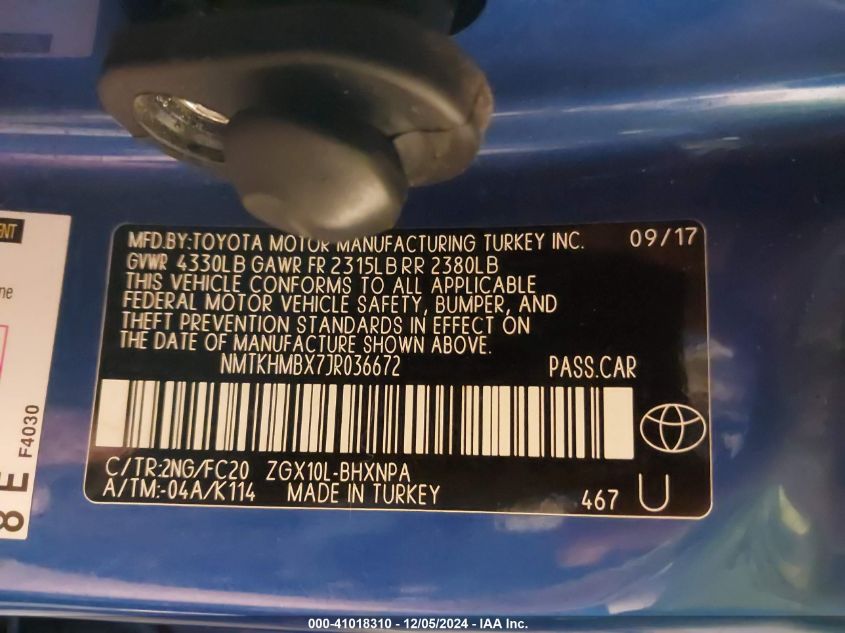 ENT
ne
8 E F4030
MFD.BY:TOYOTA MOTOR MANUFACTURING TURKEY INC. 09/17
GVWR 4330LB GAWR FR 2315LB RR 2380LB
THIS VEHICLE CONFORMS TO ALL APPLICABLE
FEDERAL MOTOR VEHICLE SAFETY, BUMPER, AND
THEFT PREVENTION STANDARDS IN EFFECT ON
THE DATE OF MANUFACTURE SHOWN ABOVE.
NMTKHMBX7JR036672 PASS.CAR
C/TR:2NG/FC20 ZGX10L-BHXNPA
A/TM:-04A/K114 MADE IN TURKEY 467 U
000-41018310 - 12/05/2024 - IAA Inc.